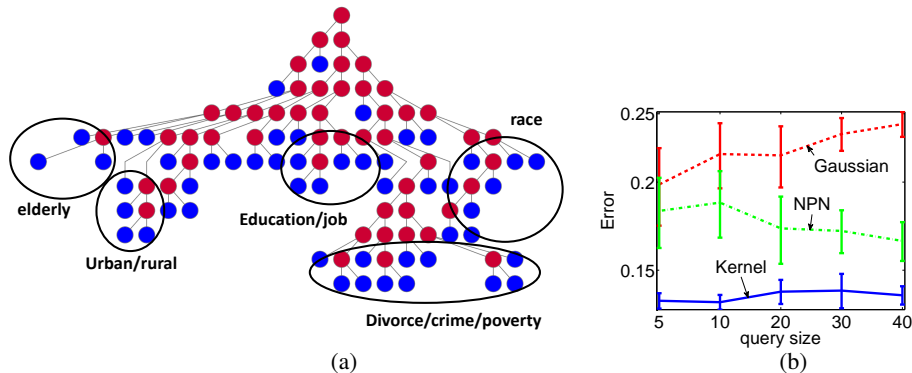 race
elderly
Urban/rural
Education/job
Divorce/crime/poverty
(a)
0.25
0.2
0.15
Error
Gaussian
NPN
Kernel
5 10 20 30 40
query size
(b)